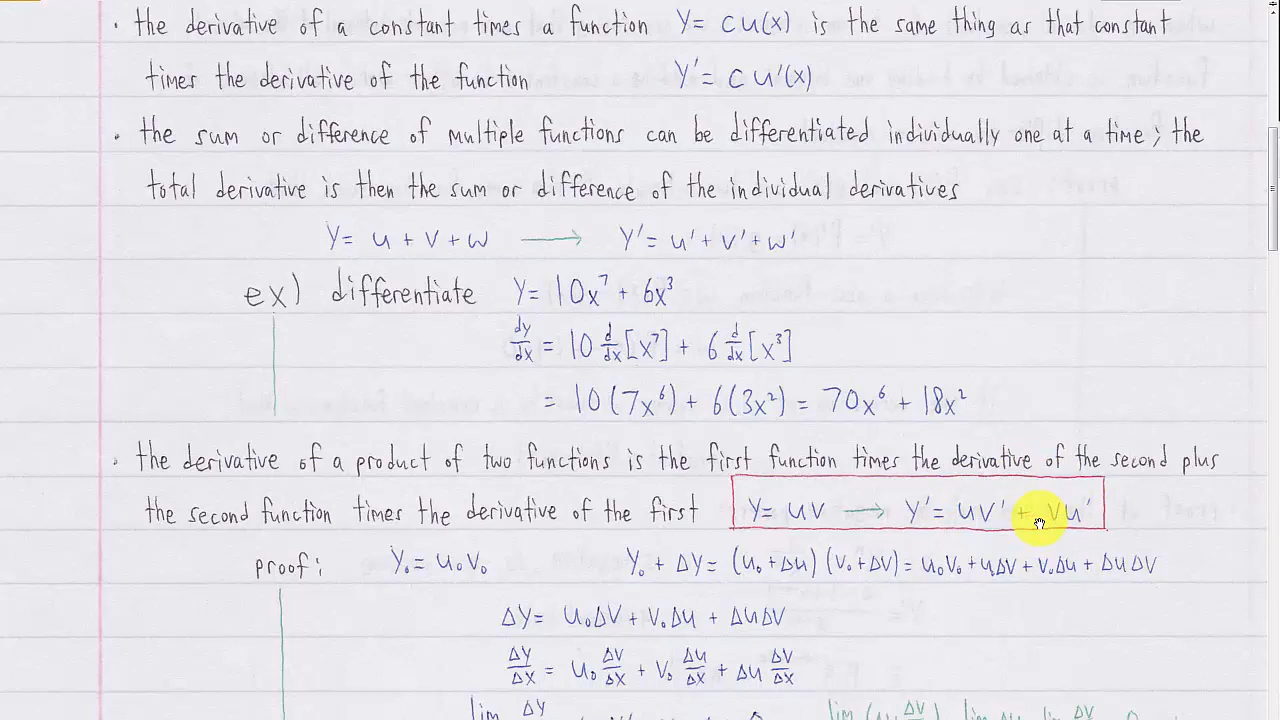 • the derivative of a constant times a function Y = c u(x) is the same thing as that constant
times the derivative of the function Y' = c u'(x)
• the sum or difference of multiple functions can be differentiated individually one at a time ; the
total derivative is then the sum or difference of the individual derivatives
Y = u + v + w → Y' = u' + v' + w'
ex) differentiate Y = 10x⁷ + 6x³
dy/dx = 10 d/dx [x⁷] + 6 d/dx [x³]
= 10(7x⁶) + 6(3x²) = 70x⁶ + 18x²
• the derivative of a product of two functions is the first function times the derivative of the second plus
the second function times the derivative of the first Y = uv → Y' = uv' + vu'
proof: Y₀ = u₀v₀ Y₀ + ΔY = (u₀ + Δu)(v₀ + Δv) = u₀v₀ + u₀Δv + v₀Δu + ΔuΔv
ΔY = u₀Δv + v₀Δu + ΔuΔv
ΔY/Δx = u₀ Δv/Δx + v₀ Δu/Δx + Δu Δv/Δx
lim ΔY